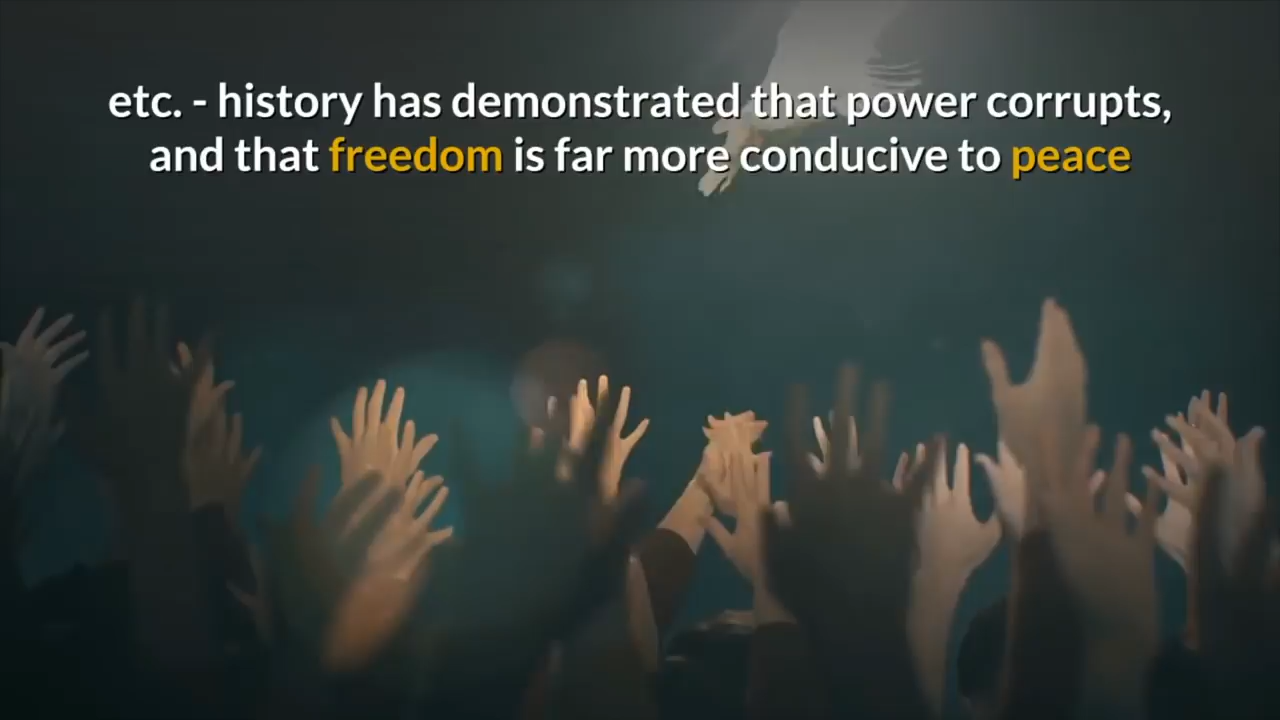 etc. - history has demonstrated that power corrupts,
and that freedom is far more conducive to peace